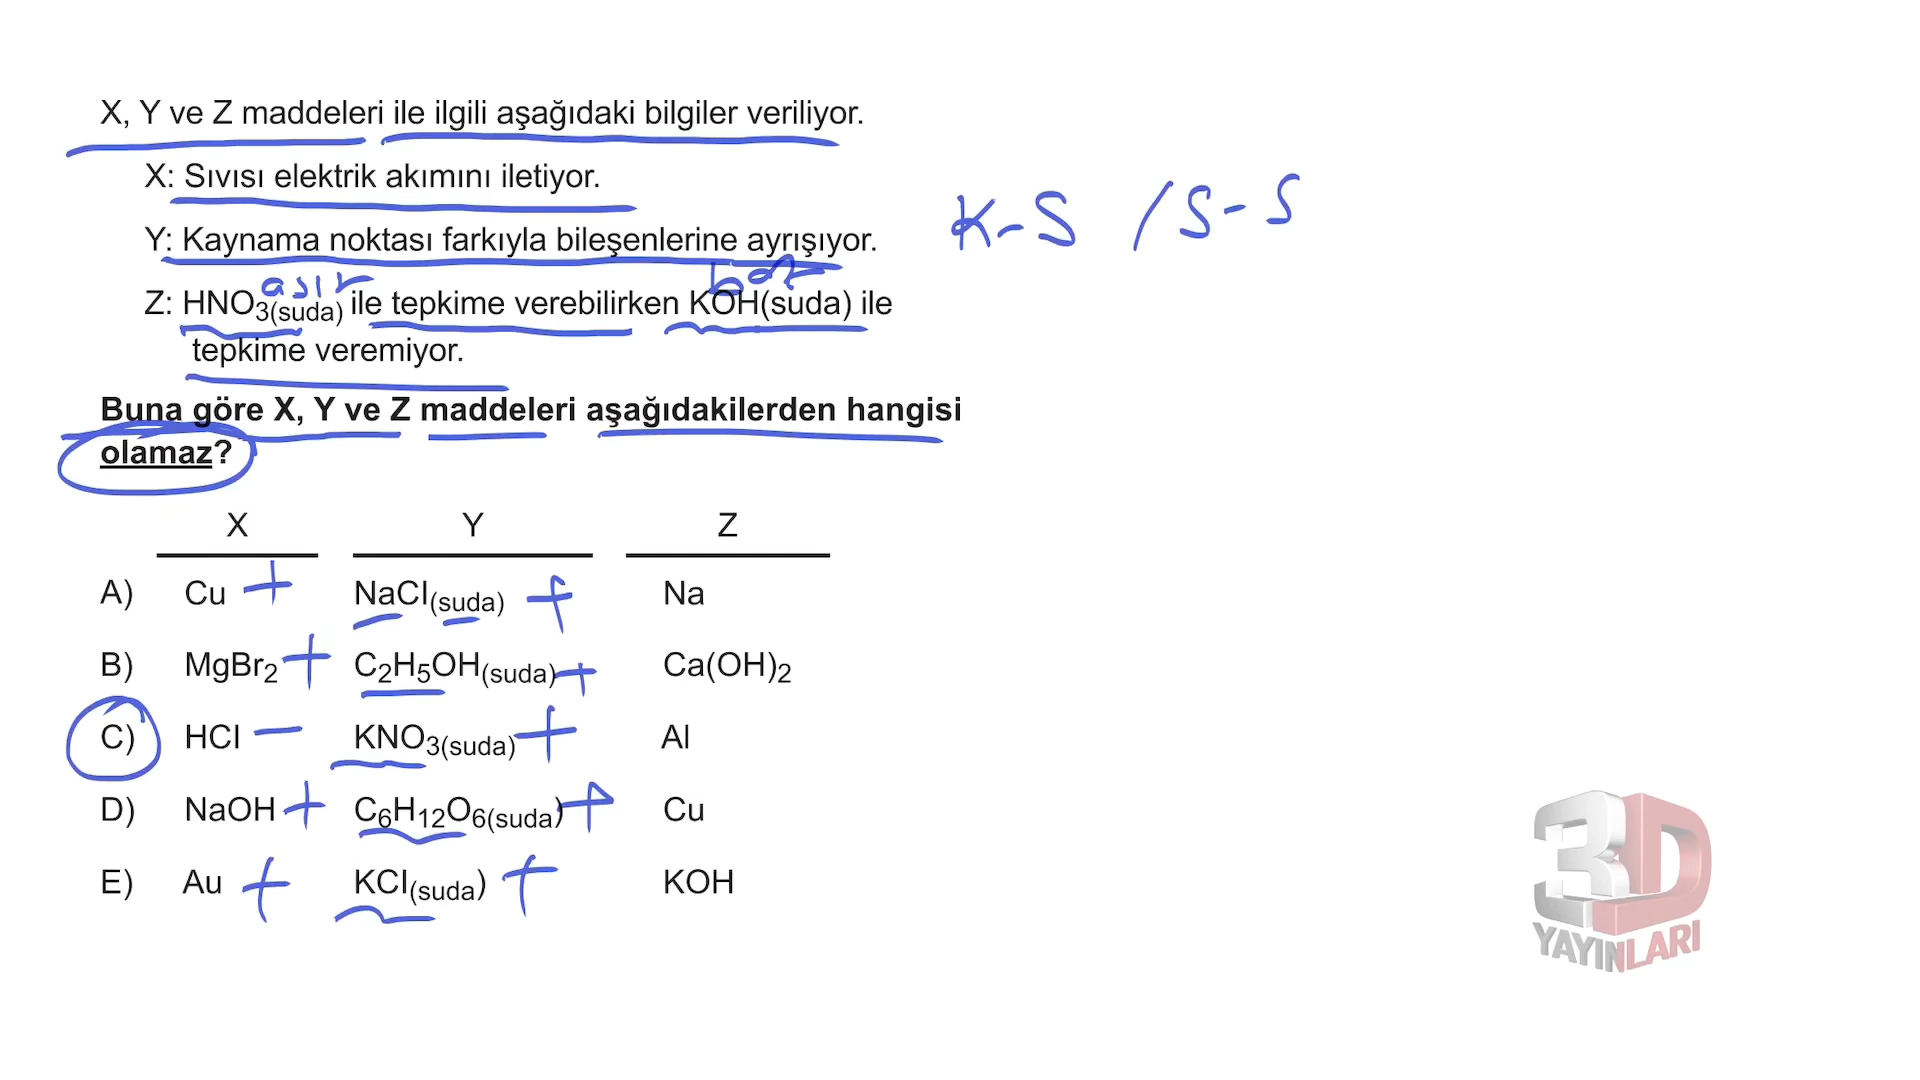 X, Y ve Z maddeleri ile ilgili aşağıdaki bilgiler veriliyor.
X: Sıvısı elektrik akımını iletiyor.
K-S / S-S
Y: Kaynama noktası farkıyla bileşenlerine ayrışıyor.
asit baz
Z: HNO3(suda) ile tepkime verebilirken KOH(suda) ile
tepkime veremiyor.
Buna göre X, Y ve Z maddeleri aşağıdakilerden hangisi
olamaz?
X Y Z
A) Cu + NaCl(suda) + Na
B) MgBr2 + C2H5OH(suda) + Ca(OH)2
C) HCl - KNO3(suda) + Al
D) NaOH + C6H12O6(suda) + Cu
E) Au + KCl(suda) + KOH
3D
YAYINLARI